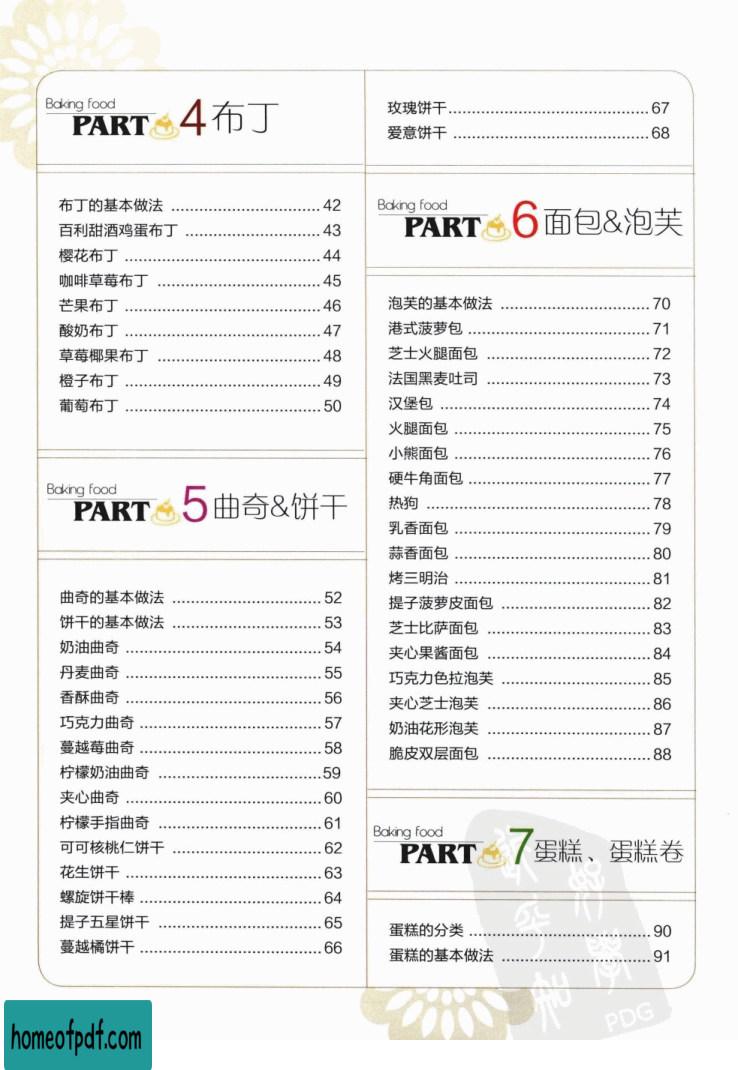 Baking food
PART 4 布丁
布丁的基本做法 ................................ 42
百利甜酒鸡蛋布丁 ............................. 43
樱花布丁 .......................................... 44
咖啡草莓布丁 ................................... 45
芒果布丁 .......................................... 46
酸奶布丁 .......................................... 47
草莓椰果布丁 ................................... 48
橙子布丁 .......................................... 49
葡萄布丁 .......................................... 50
Baking food
PART 5 曲奇&饼干
曲奇的基本做法 ................................ 52
饼干的基本做法 ................................ 53
奶油曲奇 .......................................... 54
丹麦曲奇 .......................................... 55
香酥曲奇 .......................................... 56
巧克力曲奇 ....................................... 57
蔓越莓曲奇 ....................................... 58
柠檬奶油曲奇 ................................... 59
夹心曲奇 .......................................... 60
柠檬手指曲奇 ................................... 61
可可核桃仁饼干 ................................ 62
花生饼干 .......................................... 63
螺旋饼干棒 ....................................... 64
提子五星饼干 ................................... 65
蔓越橘饼干 ....................................... 66
玫瑰饼干 .......................................... 67
爱意饼干 .......................................... 68
Baking food
PART 6 面包&泡芙
泡芙的基本做法 ................................ 70
港式菠萝包 ....................................... 71
芝士火腿面包 ................................... 72
法国黑麦吐司 ................................... 73
汉堡包 ............................................. 74
火腿面包 .......................................... 75
小熊面包 .......................................... 76
硬牛角面包 ....................................... 77
热狗 ................................................ 78
乳香面包 .......................................... 79
蒜香面包 .......................................... 80
烤三明治 .......................................... 81
提子菠萝皮面包 ................................ 82
芝士比萨面包 ................................... 83
夹心果酱面包 ................................... 84
巧克力色拉泡芙 ................................ 85
夹心芝士泡芙 ................................... 86
奶油花形泡芙 ................................... 87
脆皮双层面包 ................................... 88
Baking food
PART 7 蛋糕、蛋糕卷
蛋糕的分类 ....................................... 90
蛋糕的基本做法 ................................ 91
PDG
homeofpdf.com